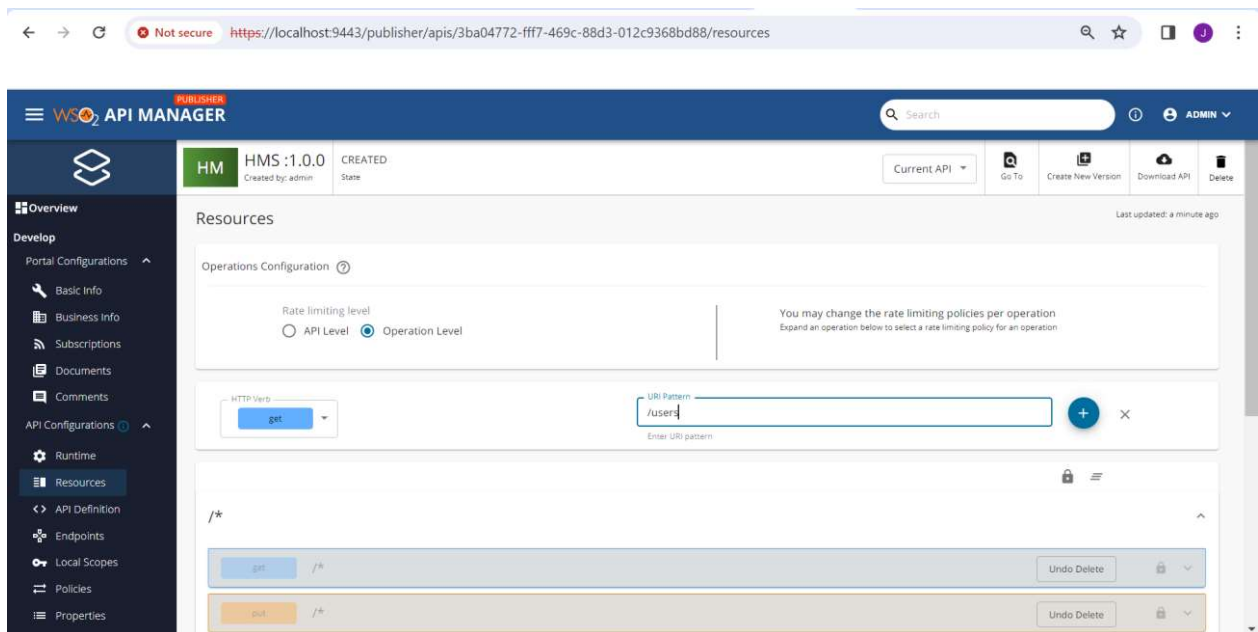 Not secure https://localhost:9443/publisher/apis/3ba04772-fff7-469c-88d3-012c9368bd88/resources J
PUBLISHER
WSO2 API MANAGER Search ADMIN
HM HMS :1.0.0 CREATED Current API Go To Create New Version Download API Delete
Created by: admin State
Overview
Resources Last updated: a minute ago
Develop
Portal Configurations
Operations Configuration
Basic Info
Business Info
Rate limiting level
API Level Operation Level
You may change the rate limiting policies per operation
Expand an operation below to select a rate limiting policy for an operation
Subscriptions
Documents
Comments
HTTP Verb
get
URI Pattern
/users
Enter URI pattern
API Configurations
Runtime
Resources
API Definition
/*
Endpoints
Local Scopes
get /* Undo Delete
Policies
Properties
put /* Undo Delete